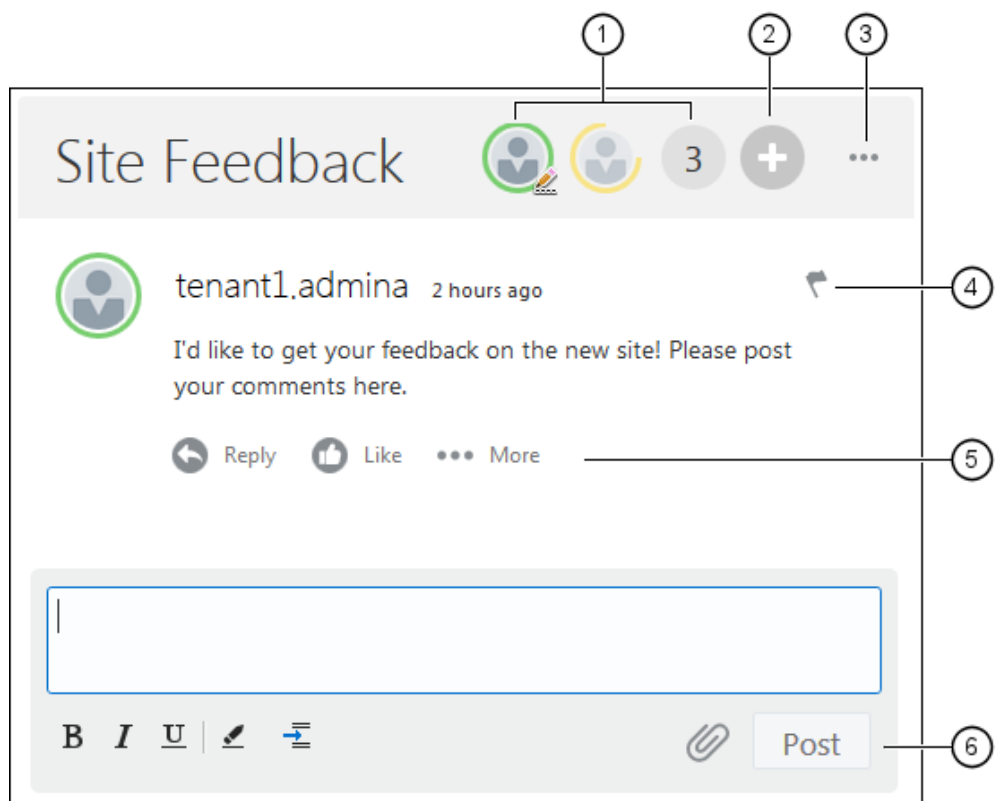 1 2 3
Site Feedback 3
tenant1.admina 2 hours ago
4
I'd like to get your feedback on the new site! Please post
your comments here.
Reply Like More
5
B I U Post
6